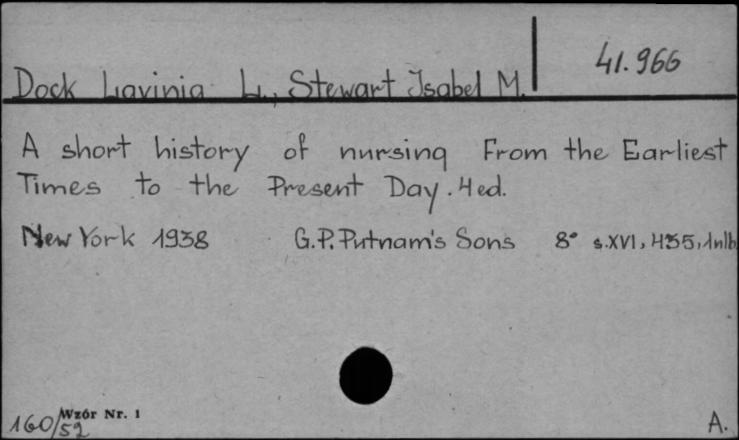 41.966
Dock Lavinia L., Stewart Isabel M.
A short history of nursing From the Earliest
Times to the Present Day. 4 ed.
New York 1938 G.P. Putnam's Sons 8° s. XVI, 435, 1nlb
Wzór Nr. 1
160/52 A.